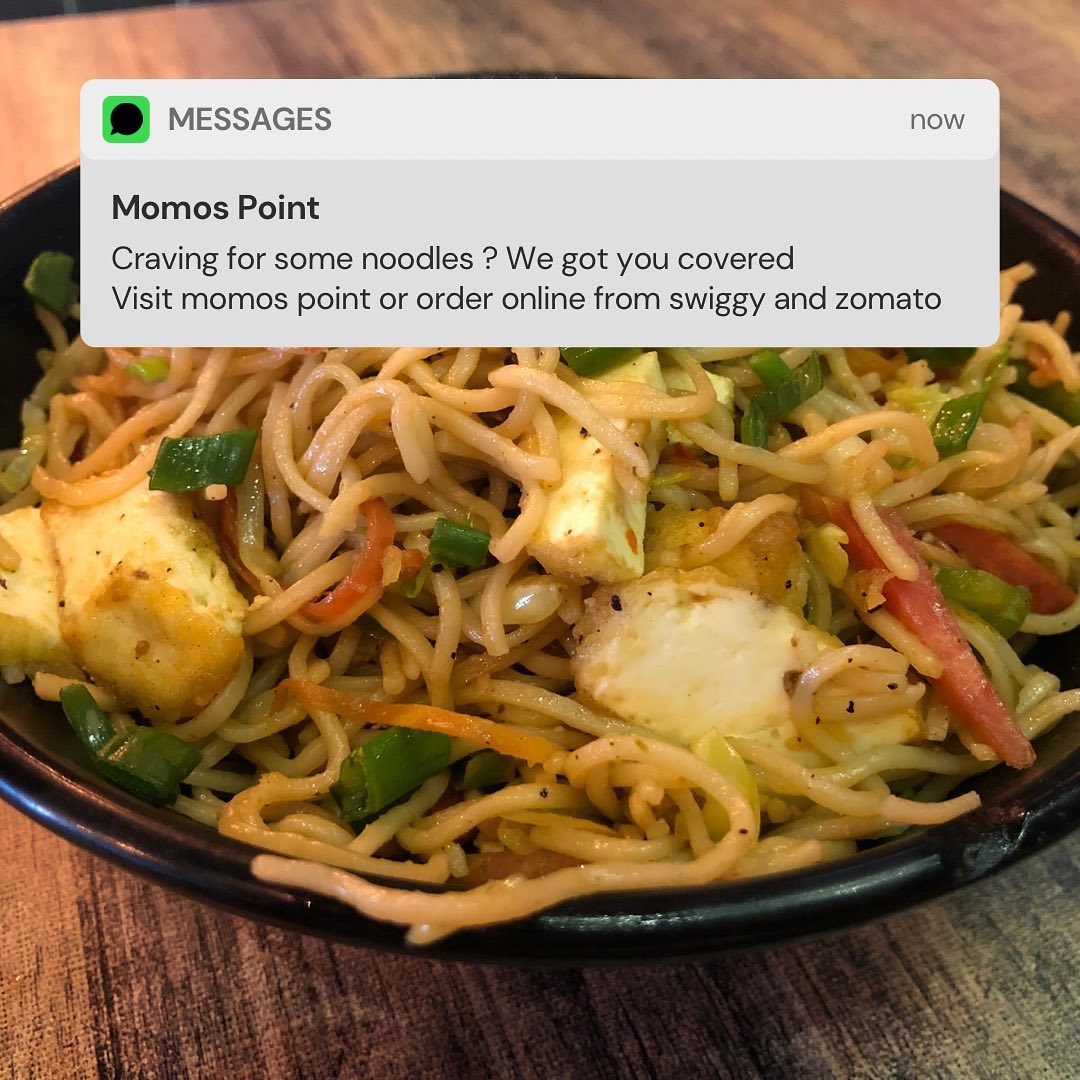 MESSAGES
now
Momos Point
Craving for some noodles ? We got you covered
Visit momos point or order online from swiggy and zomato